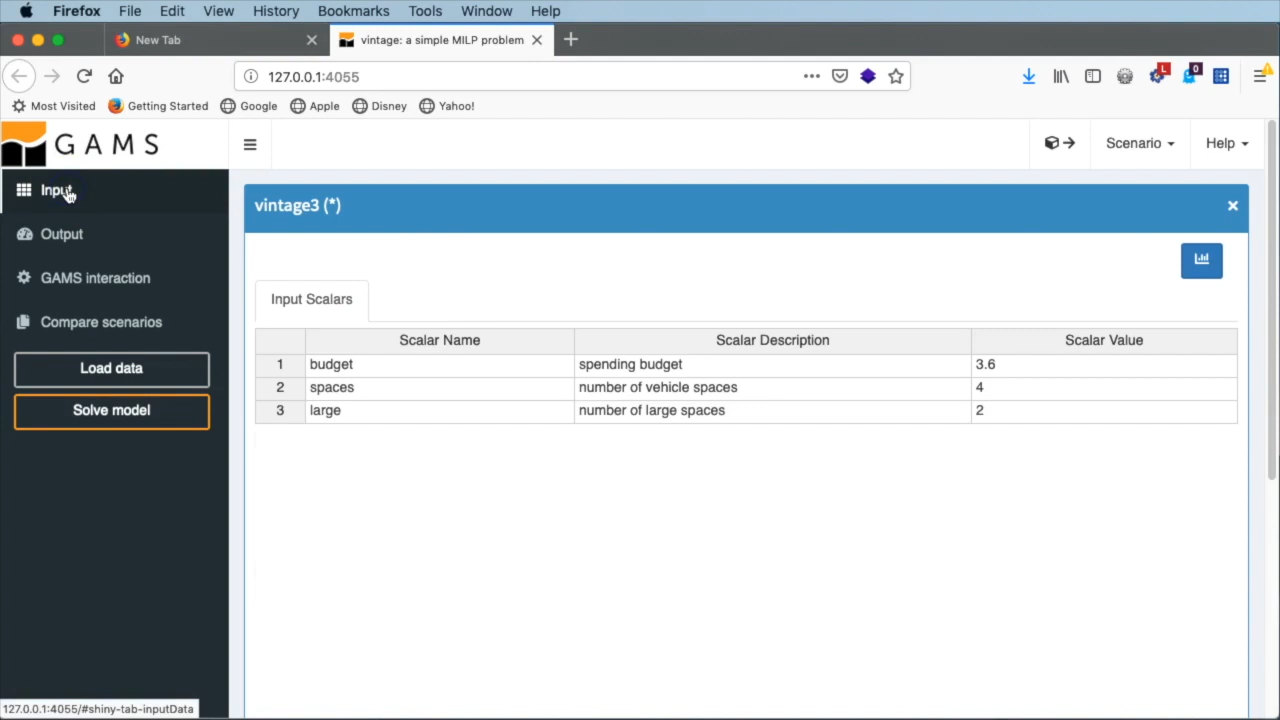 Firefox File Edit View History Bookmarks Tools Window Help
New Tab
vintage: a simple MILP problem
127.0.0.1:4055
L
0
Most Visited Getting Started Google Apple Disney Yahoo!
GAMS
Scenario Help
Input
Output
GAMS interaction
Compare scenarios
Load data
Solve model
vintage3 (*)
Input Scalars
Scalar Name Scalar Description Scalar Value
1 budget spending budget 3.6
2 spaces number of vehicle spaces 4
3 large number of large spaces 2
127.0.0.1:4055/#shiny-tab-inputData